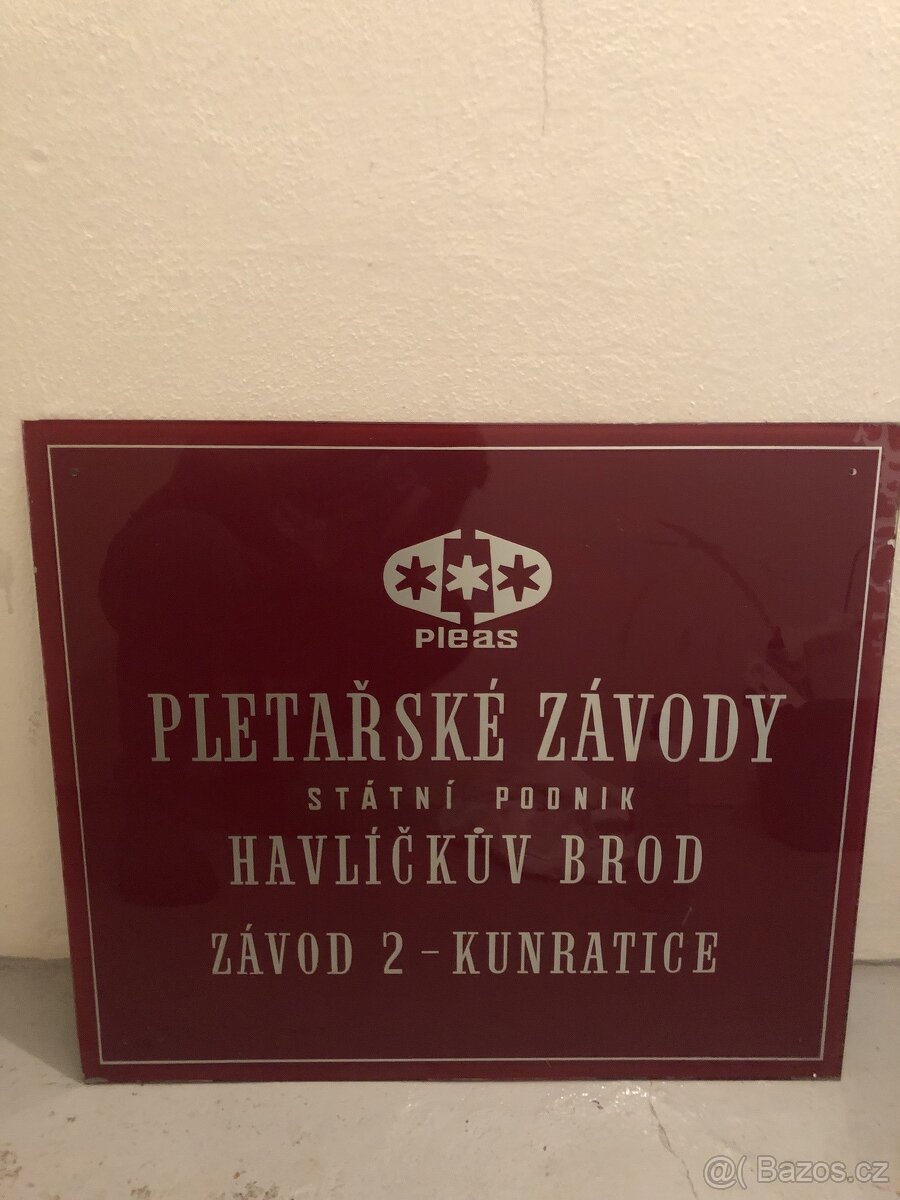 pleas
PLETAŘSKÉ ZÁVODY
STÁTNÍ PODNIK
HAVLÍČKŮV BROD
ZÁVOD 2 – KUNRATICE
@( Bazos.cz